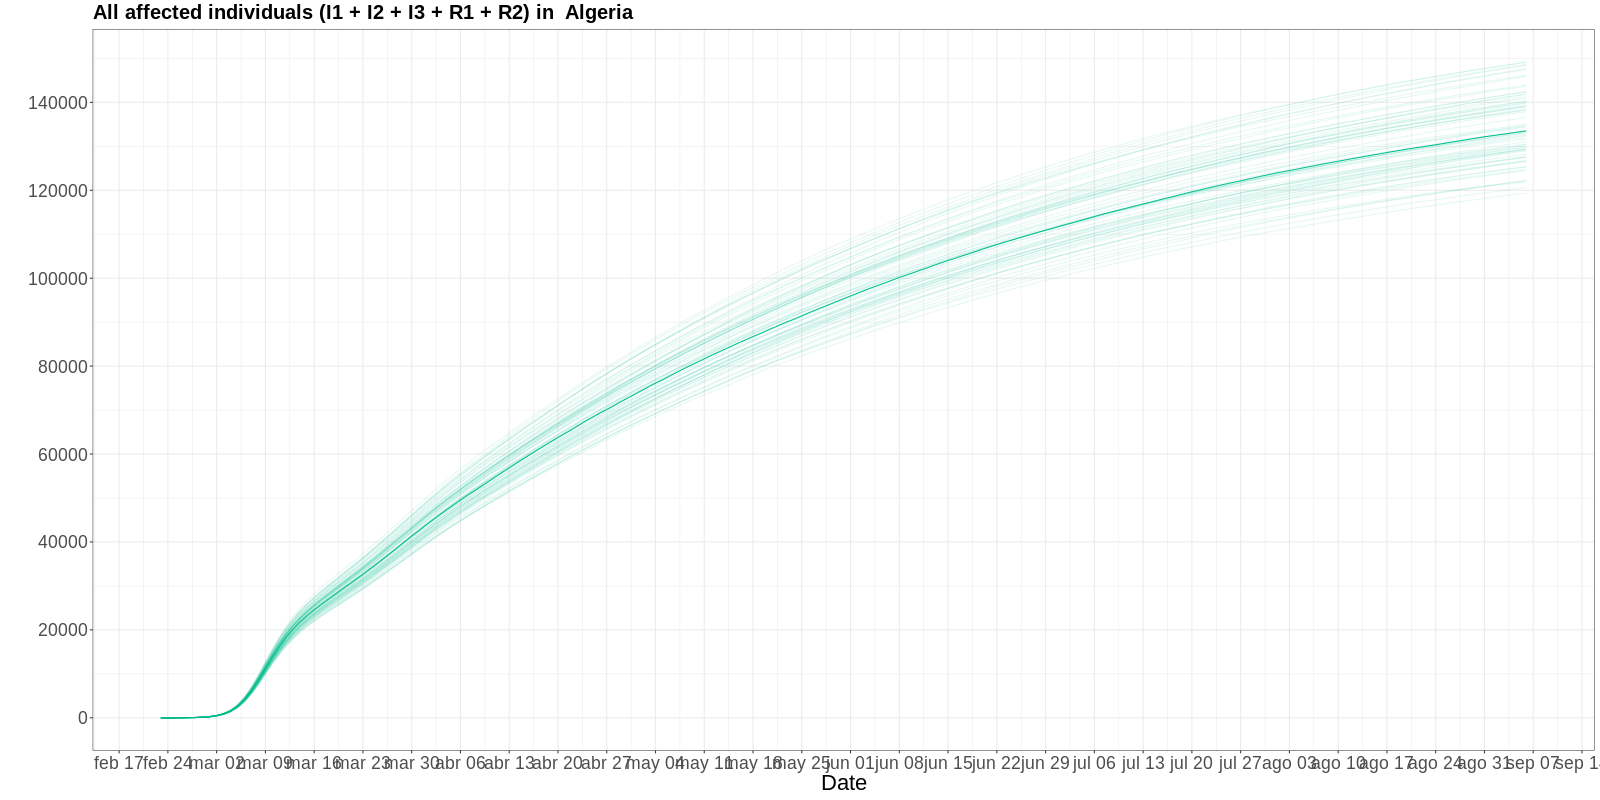 All affected individuals (I1 + I2 + I3 + R1 + R2) in  Algeria
140000
120000
100000
80000
60000
40000
20000
0
feb 17 feb 24 mar 02 mar 09 mar 16 mar 23 mar 30 abr 06 abr 13 abr 20 abr 27 may 04 may 11 may 18 may 25 jun 01 jun 08 jun 15 jun 22 jun 29 jul 06 jul 13 jul 20 jul 27 ago 03 ago 10 ago 17 ago 24 ago 31 sep 07 sep 14
Date